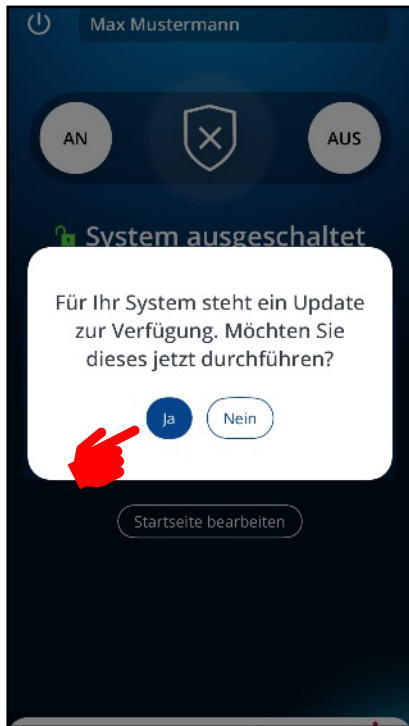 Max Mustermann
AN
AUS
System ausgeschaltet
Für Ihr System steht ein Update
zur Verfügung. Möchten Sie
dieses jetzt durchführen?
Ja
Nein
Startseite bearbeiten